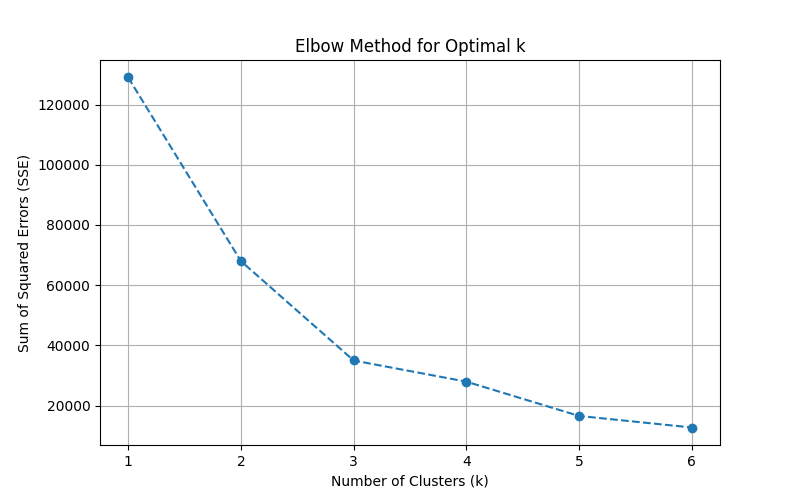 Elbow Method for Optimal k
120000
100000
80000
60000
40000
20000
Sum of Squared Errors (SSE)
1 2 3 4 5 6
Number of Clusters (k)